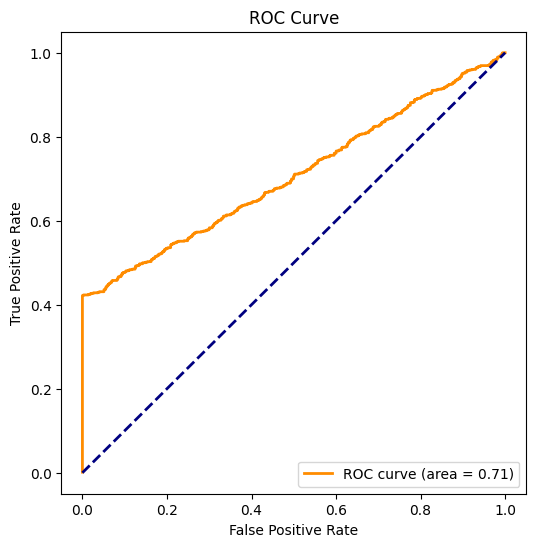 ROC Curve
1.0
0.8
0.6
0.4
0.2
0.0
True Positive Rate
0.0 0.2 0.4 0.6 0.8 1.0
False Positive Rate
ROC curve (area = 0.71)